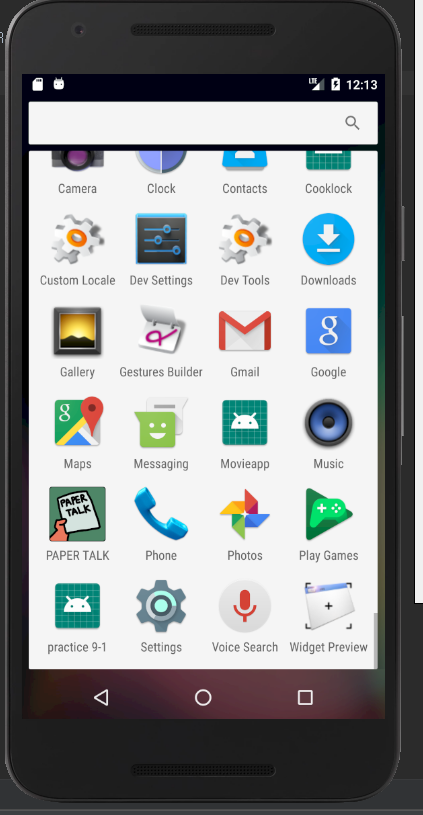 LTE 12:13
Camera Clock Contacts Cooklock
Custom Locale Dev Settings Dev Tools Downloads
Gallery Gestures Builder Gmail Google
g
g
Maps Messaging Movieapp Music
PAPER
TALK
PAPER TALK Phone Photos Play Games
practice 9-1 Settings Voice Search Widget Preview